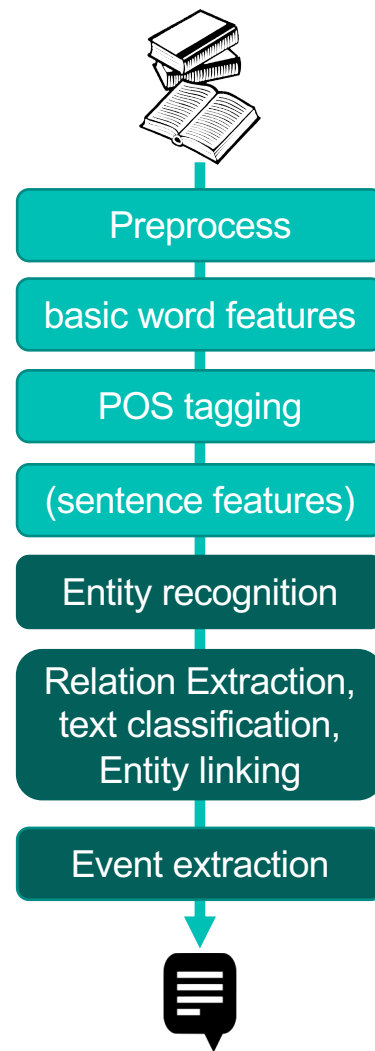 Preprocess
basic word features
POS tagging
(sentence features)
Entity recognition
Relation Extraction,
text classification,
Entity linking
Event extraction